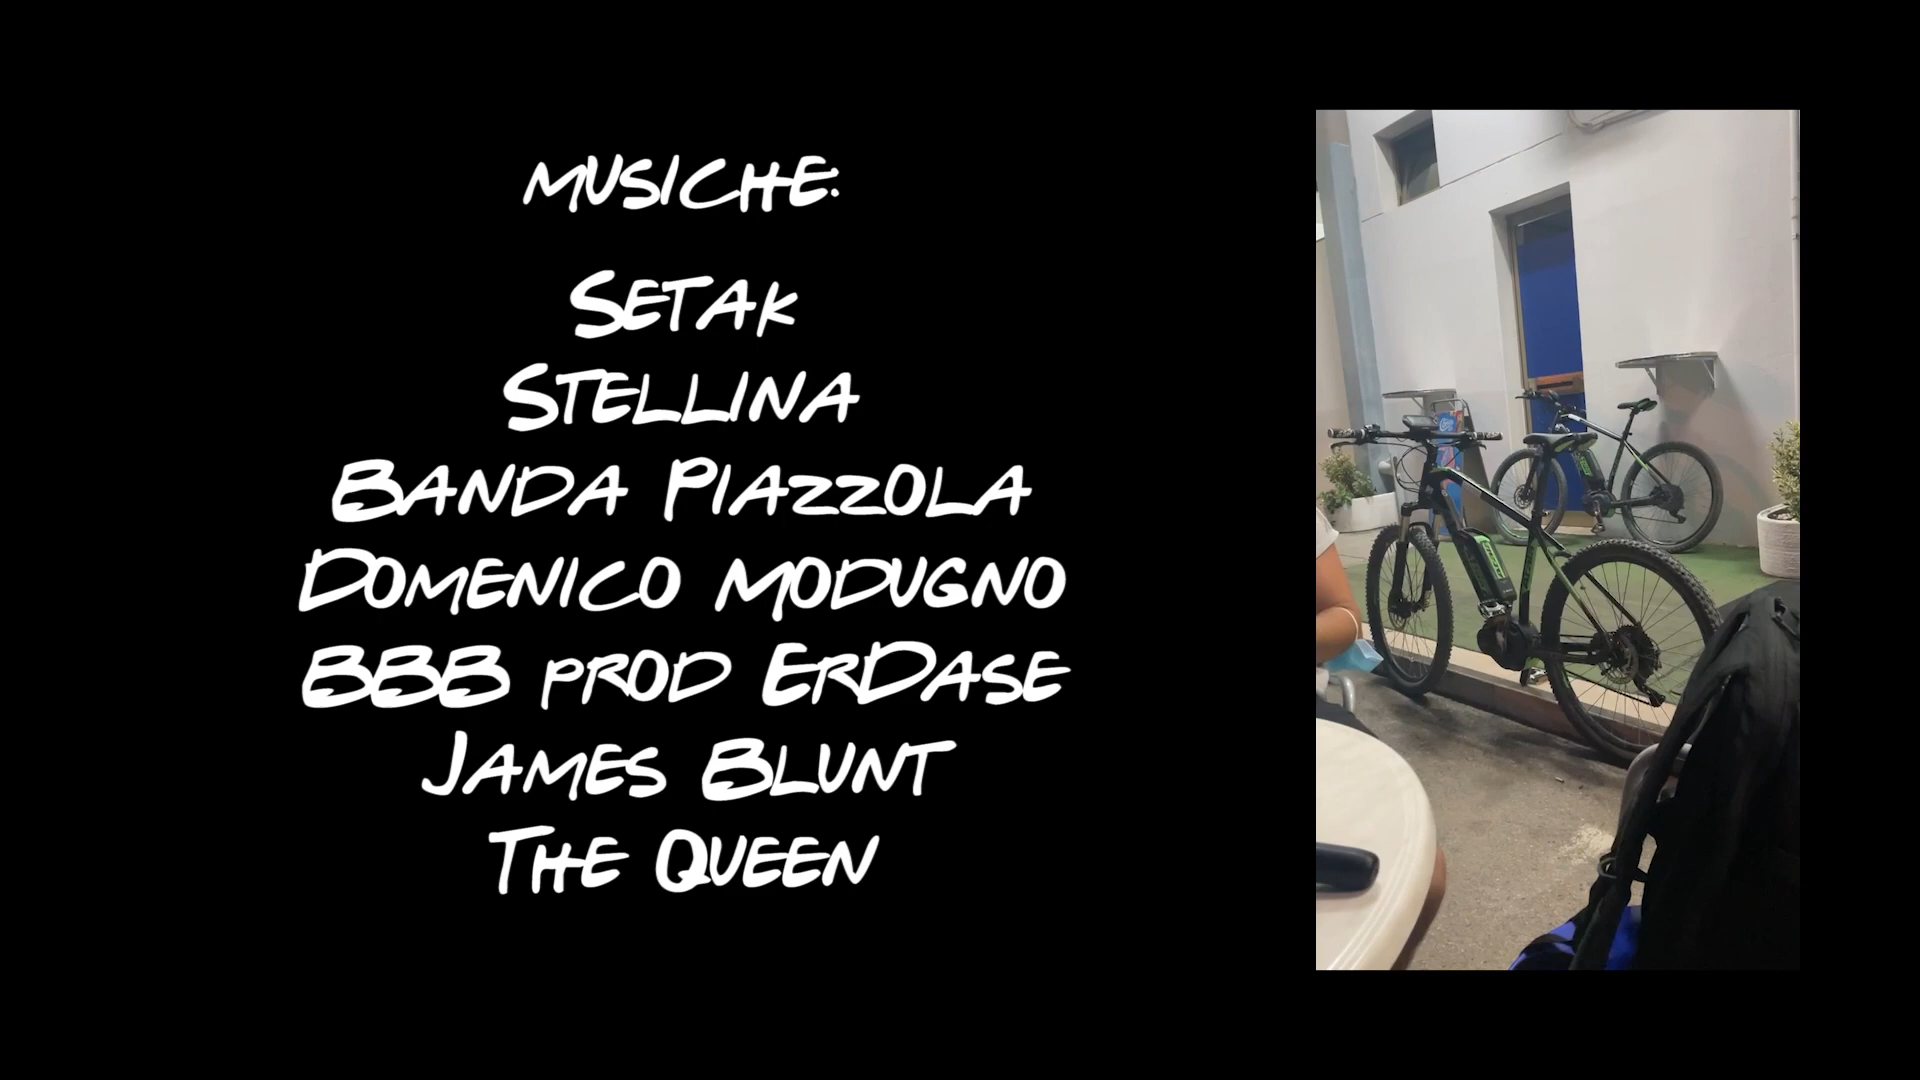 MUSICHE:
SETAK
STELLINA
BANDA PIAZZOLA
DOMENICO MODUGNO
BBB PROD ERDASE
JAMES BLUNT
THE QUEEN